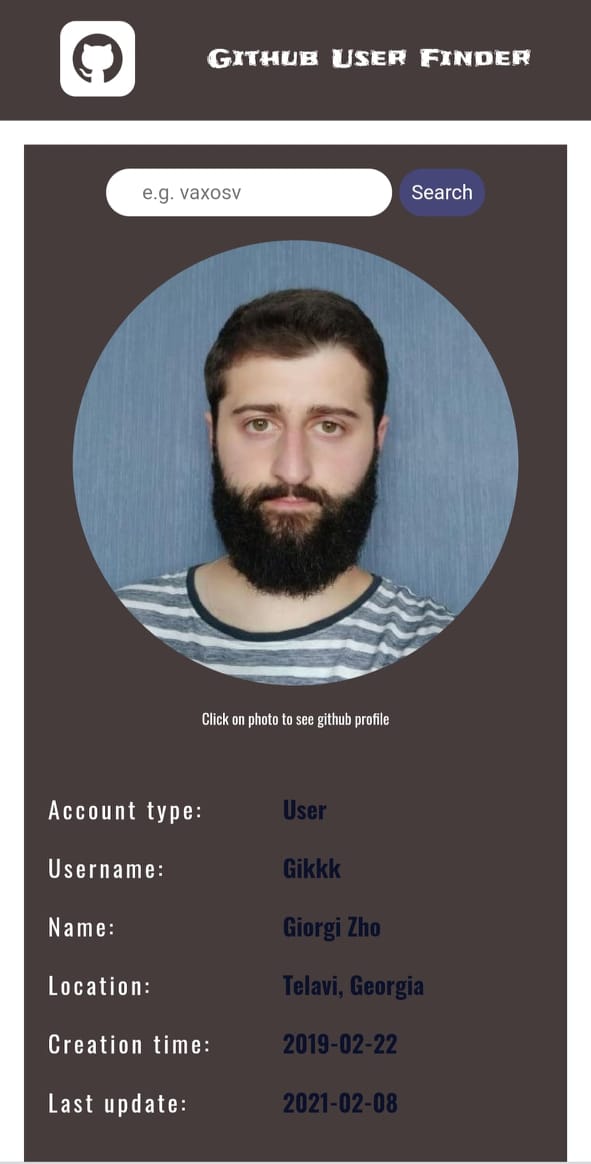 Github User Finder
e.g. vaxosv
Search
Click on photo to see github profile
Account type: User
Username: Gikkk
Name: Giorgi Zho
Location: Telavi, Georgia
Creation time: 2019-02-22
Last update: 2021-02-08